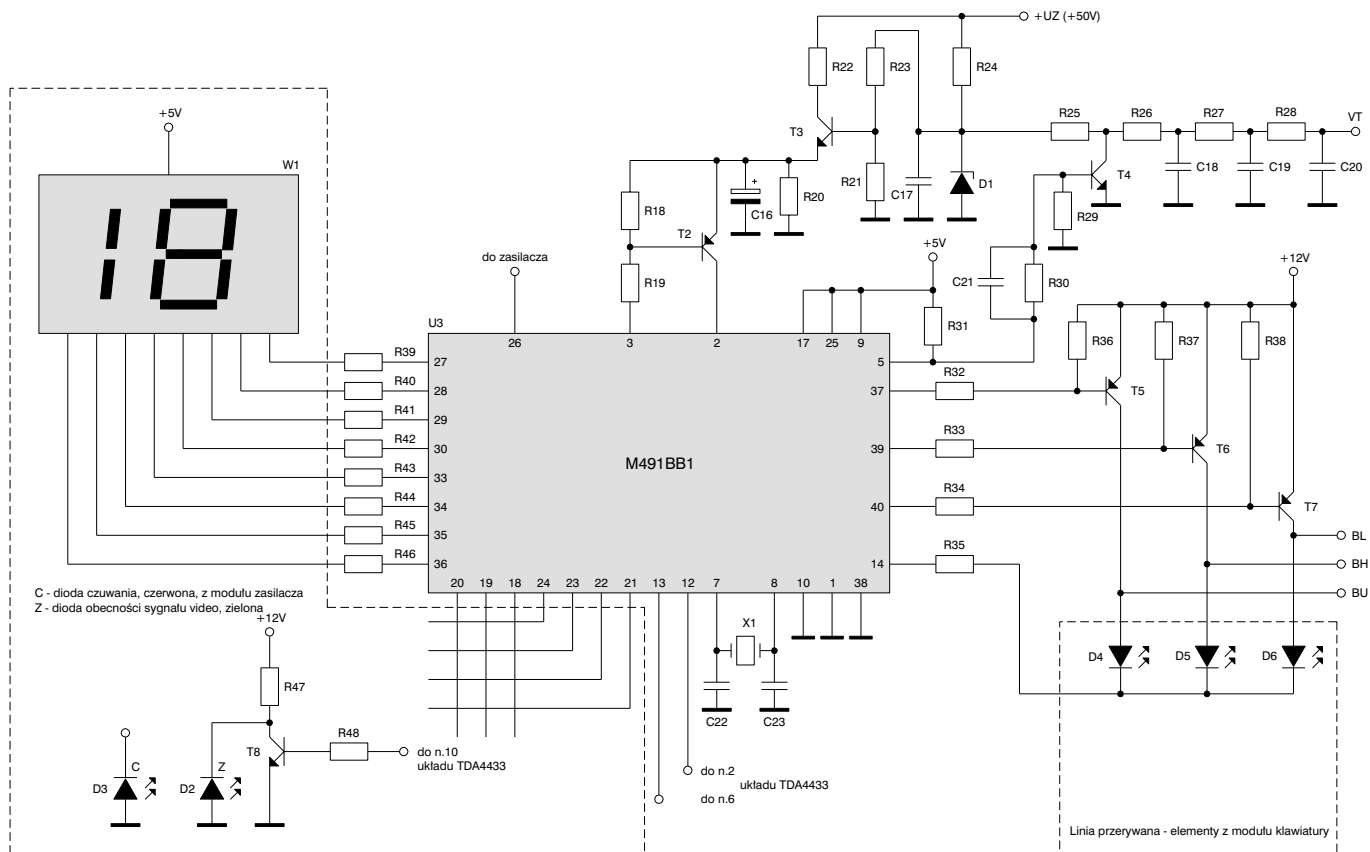 +UZ (+50V)
R22
R23
R24
+5V
W1
T3
R25
R26
R27
R28
VT
R21
C17
D1
T4
C18
C19
C20
R18
+
C16
R20
R29
T2
do zasilacza
+5V
+12V
R19
C21
R30
U3
R31
R36
R37
R38
26
3
2
17
25
9
R39
27
5
R40
28
37
R32
T5
R41
29
R42
30
M491BB1
39
R33
T6
R43
33
R44
34
40
R34
T7
R45
35
BL
R46
36
14
R35
BH
20
19
18
24
23
22
21
13
12
7
8
10
1
38
BU
C - dioda czuwania, czerwona, z modułu zasilacza
Z - dioda obecności sygnału video, zielona
+12V
X1
D4
D5
D6
R47
C22
C23
T8
R48
do n.10
układu TDA4433
C
Z
D3
D2
do n.2
układu TDA4433
do n.6
Linia przerywana - elementy z modułu klawiatury
18